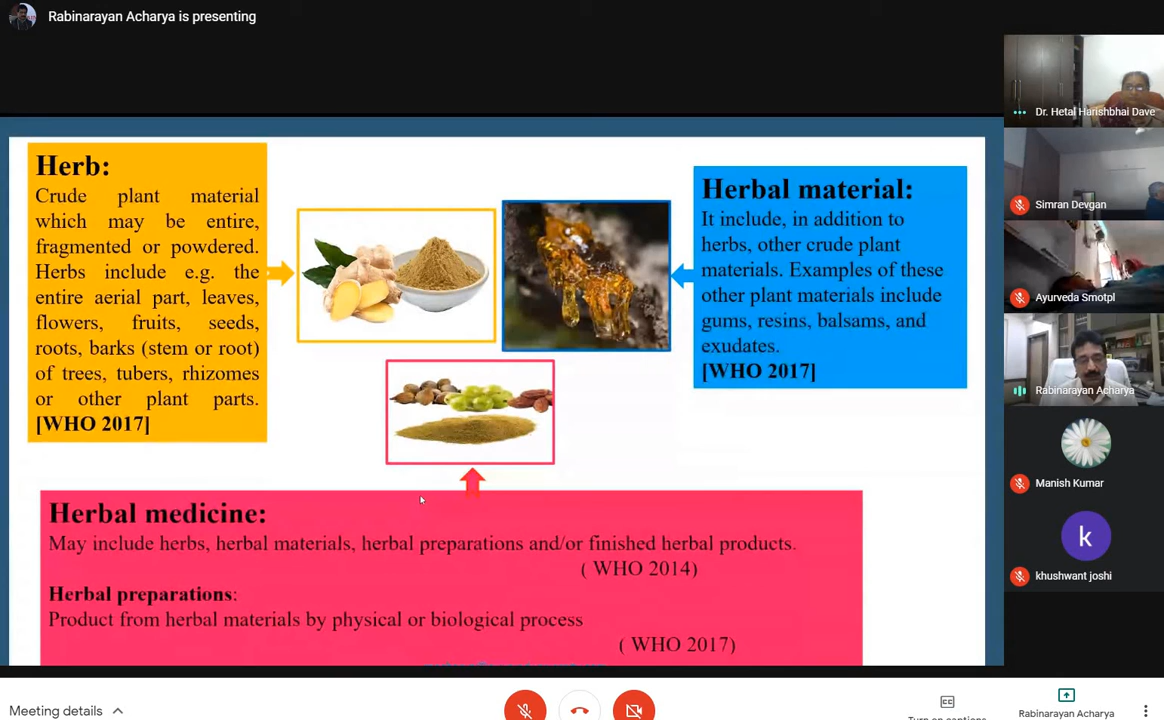 Rabinarayan Acharya is presenting
Herb:
Crude plant material
which may be entire,
fragmented or powdered.
Herbs include e.g. the
entire aerial part, leaves,
flowers, fruits, seeds,
roots, barks (stem or root)
of trees, tubers, rhizomes
or other plant parts.
[WHO 2017]
Herbal material:
It include, in addition to
herbs, other crude plant
materials. Examples of these
other plant materials include
gums, resins, balsams, and
exudates.
[WHO 2017]
Herbal medicine:
May include herbs, herbal materials, herbal preparations and/or finished herbal products.
( WHO 2014)
Herbal preparations:
Product from herbal materials by physical or biological process
( WHO 2017)
Dr. Hetal Harishbhai Dave
Simran Devgan
Ayurveda Smotpl
Rabinarayan Acharya
Manish Kumar
k
khushwant joshi
Meeting details
CC
Turn on captions
Rabinarayan Acharya